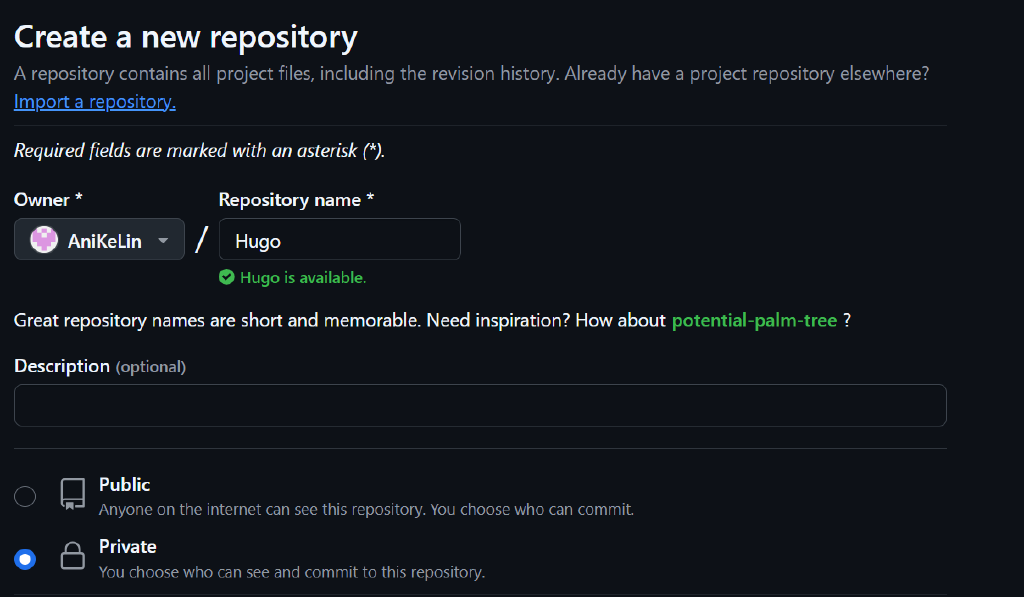 Create a new repository
A repository contains all project files, including the revision history. Already have a project repository elsewhere?
Import a repository.
Required fields are marked with an asterisk (*).
Owner * Repository name *
AniKeLin / Hugo
Hugo is available.
Great repository names are short and memorable. Need inspiration? How about potential-palm-tree ?
Description (optional)
Public
Anyone on the internet can see this repository. You choose who can commit.
Private
You choose who can see and commit to this repository.